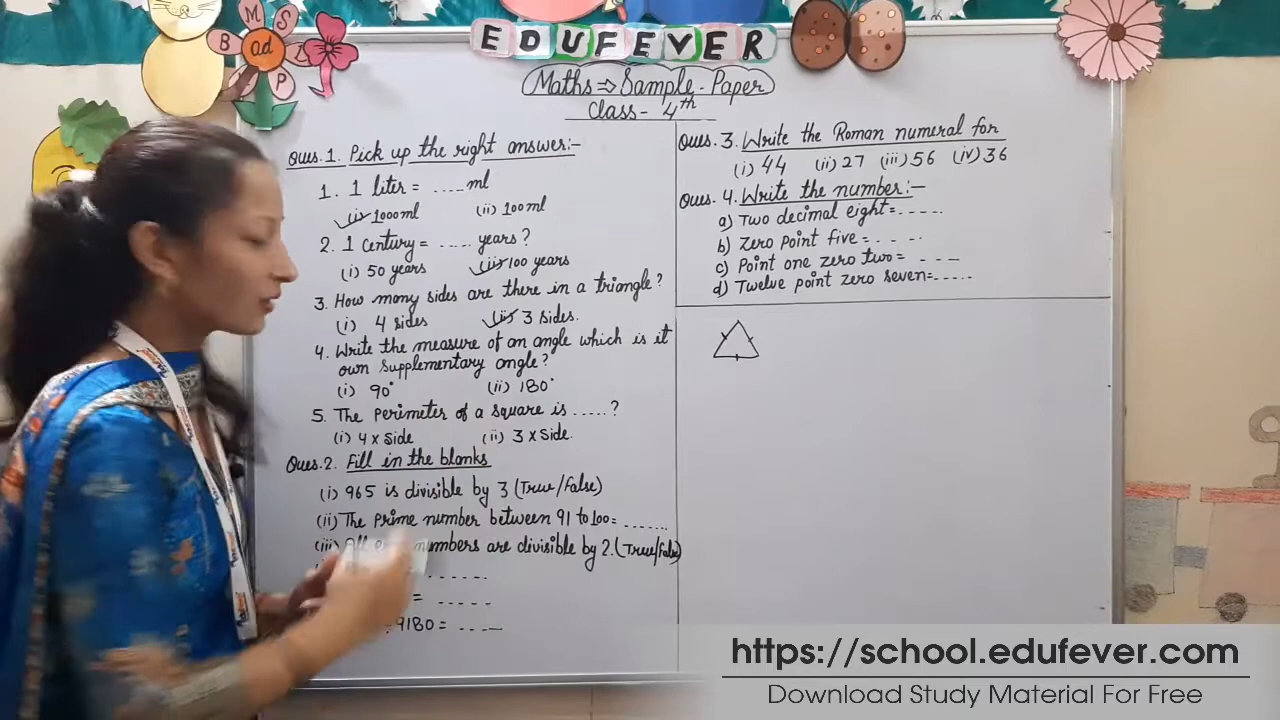 EDUFEVER
Maths ⇒ Sample-Paper
Class- 4th
Ques. 1. Pick up the right answer:-
1. 1 liter = ..... ml
(i) 1000ml (ii) 100ml
2. 1 century = ..... years?
(i) 50 years (ii) 100 years
3. How many sides are there in a triangle?
(i) 4 sides (ii) 3 sides.
4. Write the measure of an angle which is it
own supplementary angle?
(i) 90° (ii) 180°
5. The perimeter of a square is .....?
(i) 4 x side (ii) 3 x side.
Ques.2. Fill in the blanks
(i) 965 is divisible by 3 (True/False)
(ii) The prime number between 91 to 100= ......
(iii) All numbers are divisible by 2. (True/False)
......
= .....
9180= ....
Ques. 3. Write the Roman numeral for
(i) 44 (ii) 27 (iii) 56 (iv) 36
Ques. 4. Write the number:-
a) Two decimal eight=.....
b) Zero point five=....
c) Point one zero two= ...
d) Twelve point zero seven=.....
B
M
S
P
ad
https://school.edufever.com
Download Study Material For Free